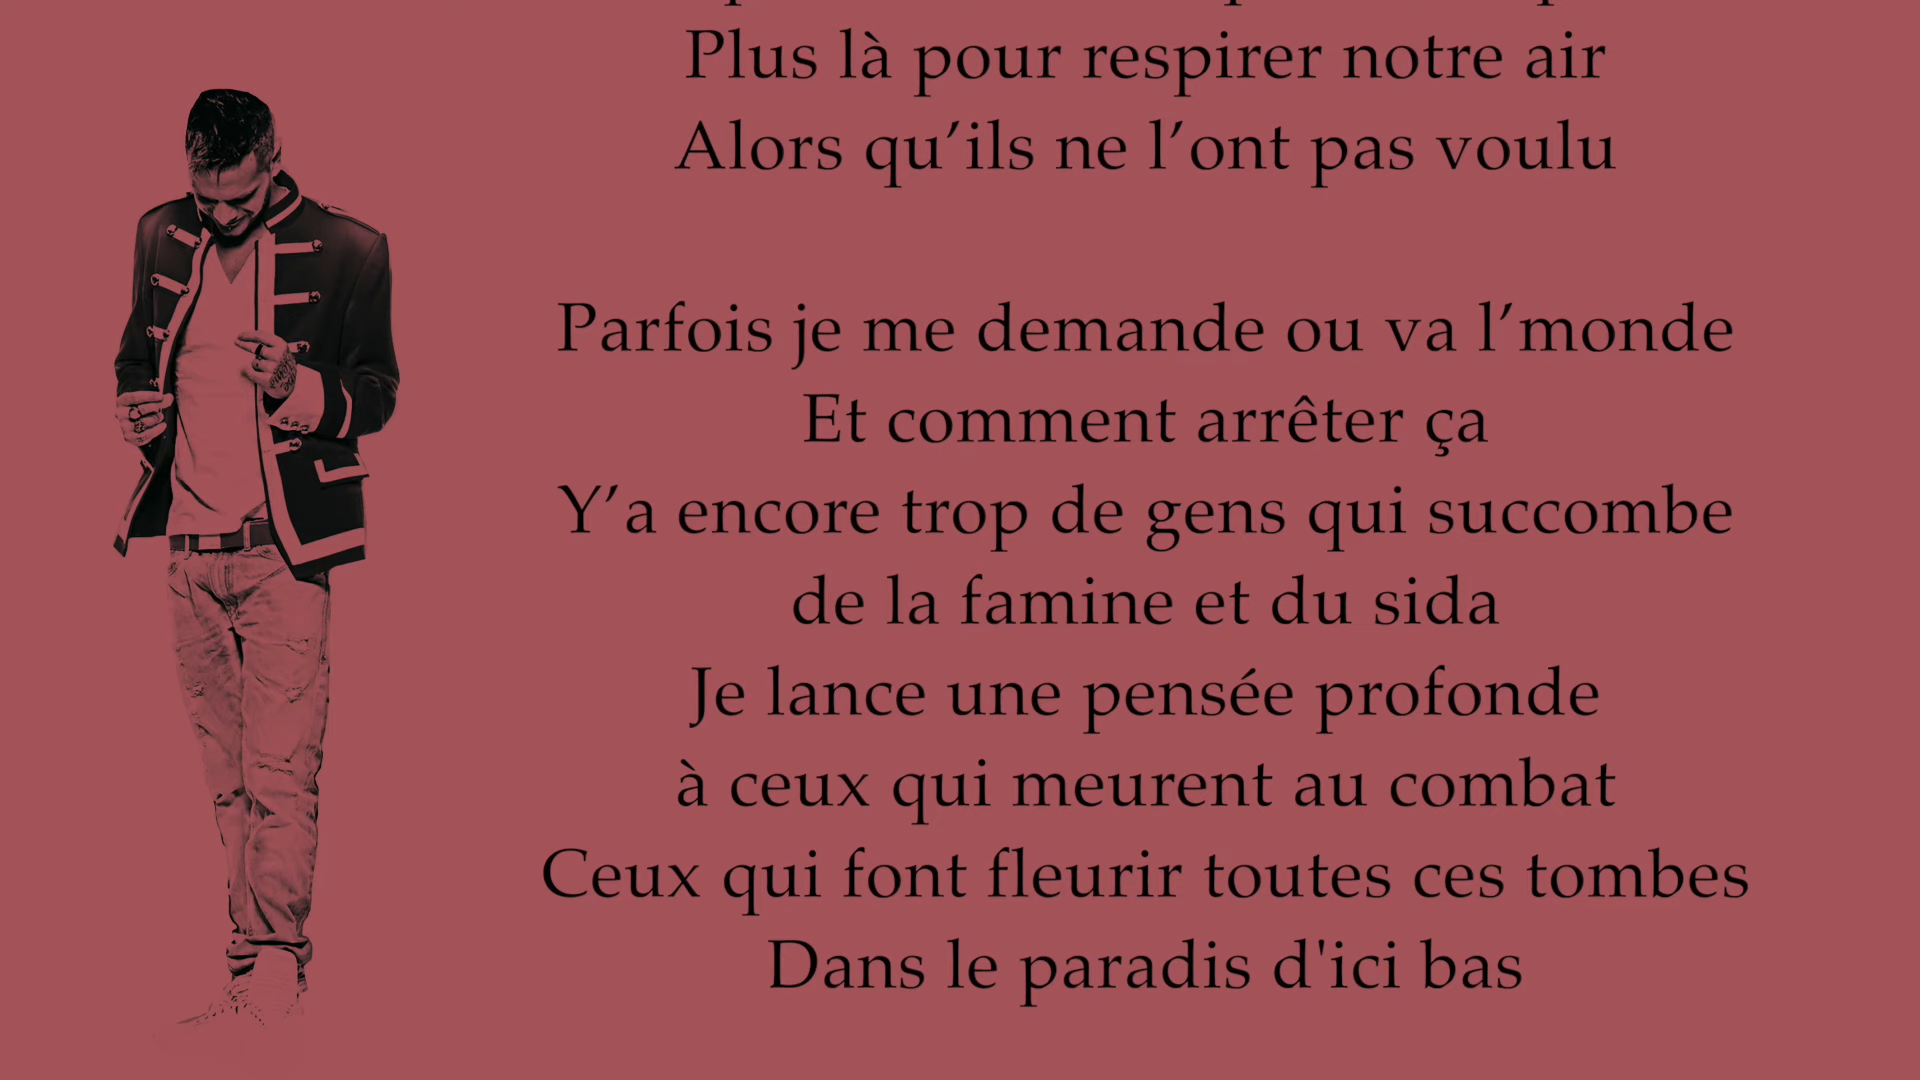 Plus là pour respirer notre air
Alors qu’ils ne l’ont pas voulu
Parfois je me demande ou va l’monde
Et comment arrêter ça
Y’a encore trop de gens qui succombe
de la famine et du sida
Je lance une pensée profonde
à ceux qui meurent au combat
Ceux qui font fleurir toutes ces tombes
Dans le paradis d'ici bas